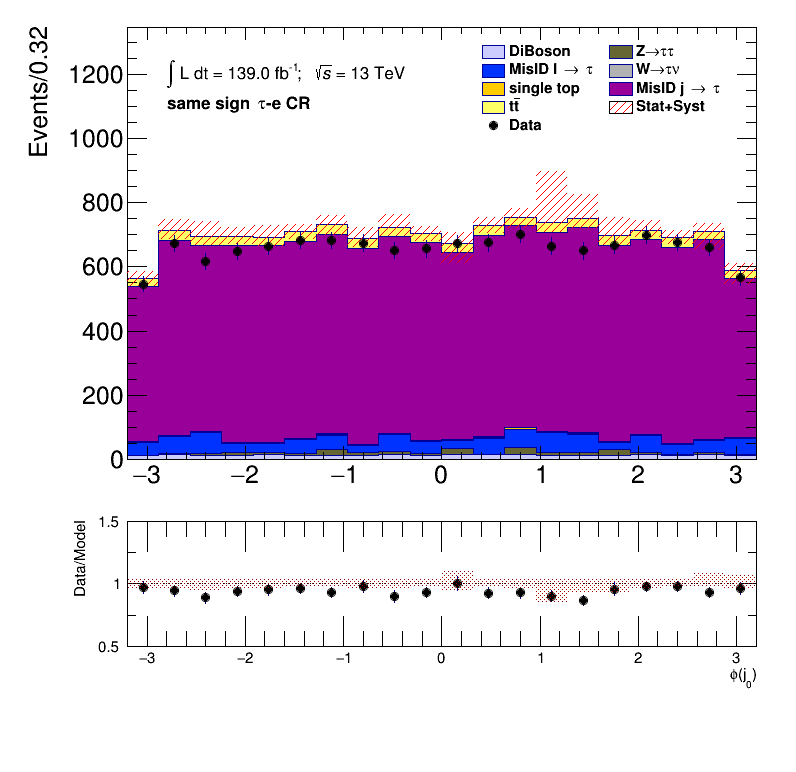 Events/0.32
1200
1000
800
600
400
200
0
∫ L dt = 139.0 fb⁻¹; √s = 13 TeV
same sign τ-e CR
DiBoson
MisID l → τ
single top
tt̄
Data
Z→ττ
W→τν
MisID j → τ
Stat+Syst
−3 −2 −1 0 1 2 3
Data/Model
1.5
1
0.5
−3 −2 −1 0 1 2 3
ϕ(j₀)